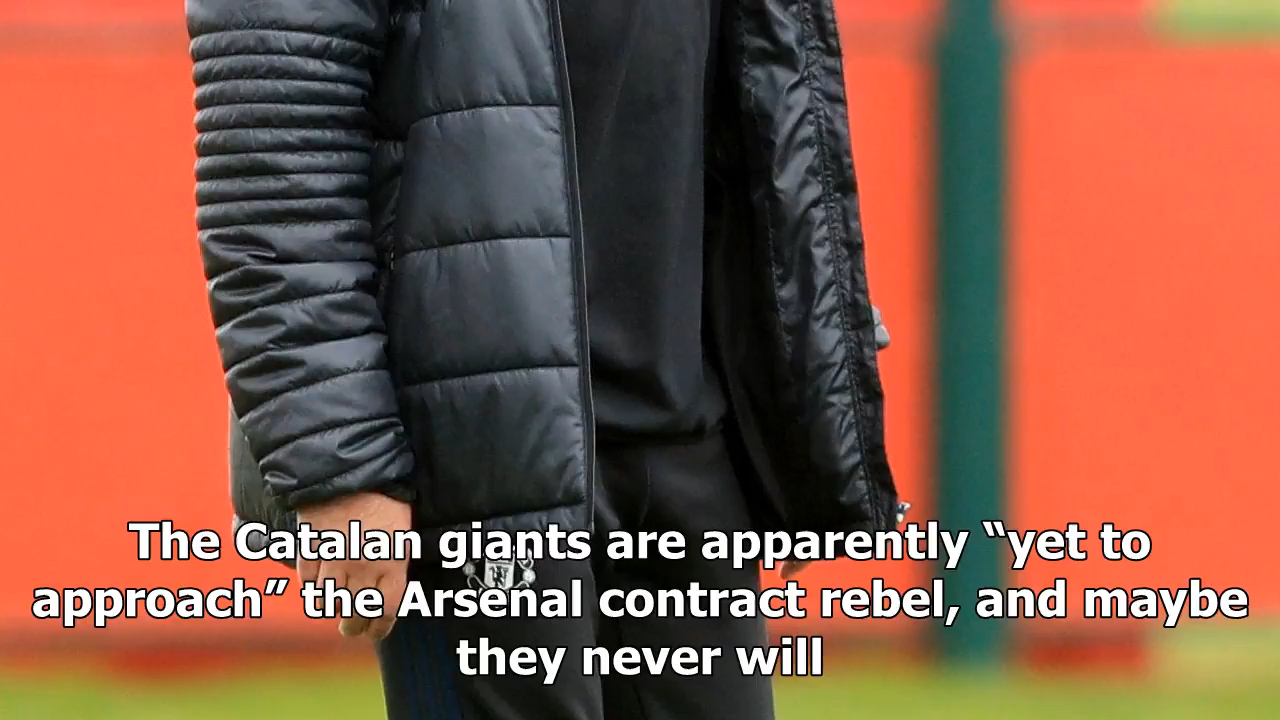 The Catalan giants are apparently “yet to
approach” the Arsenal contract rebel, and maybe
they never will